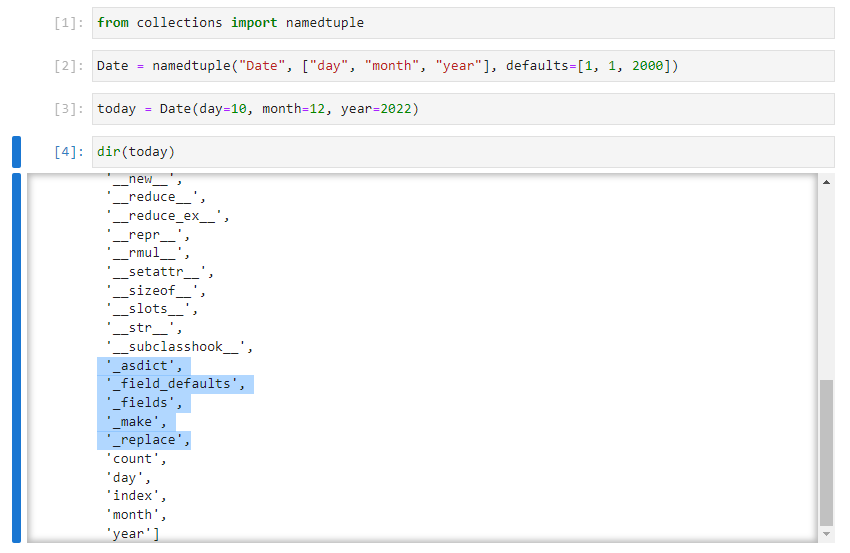 [1]: from collections import namedtuple
[2]: Date = namedtuple("Date", ["day", "month", "year"], defaults=[1, 1, 2000])
[3]: today = Date(day=10, month=12, year=2022)
[4]: dir(today)
'__new__',
'__reduce__',
'__reduce_ex__',
'__repr__',
'__rmul__',
'__setattr__',
'__sizeof__',
'__slots__',
'__str__',
'__subclasshook__',
'_asdict',
'_field_defaults',
'_fields',
'_make',
'_replace',
'count',
'day',
'index',
'month',
'year']